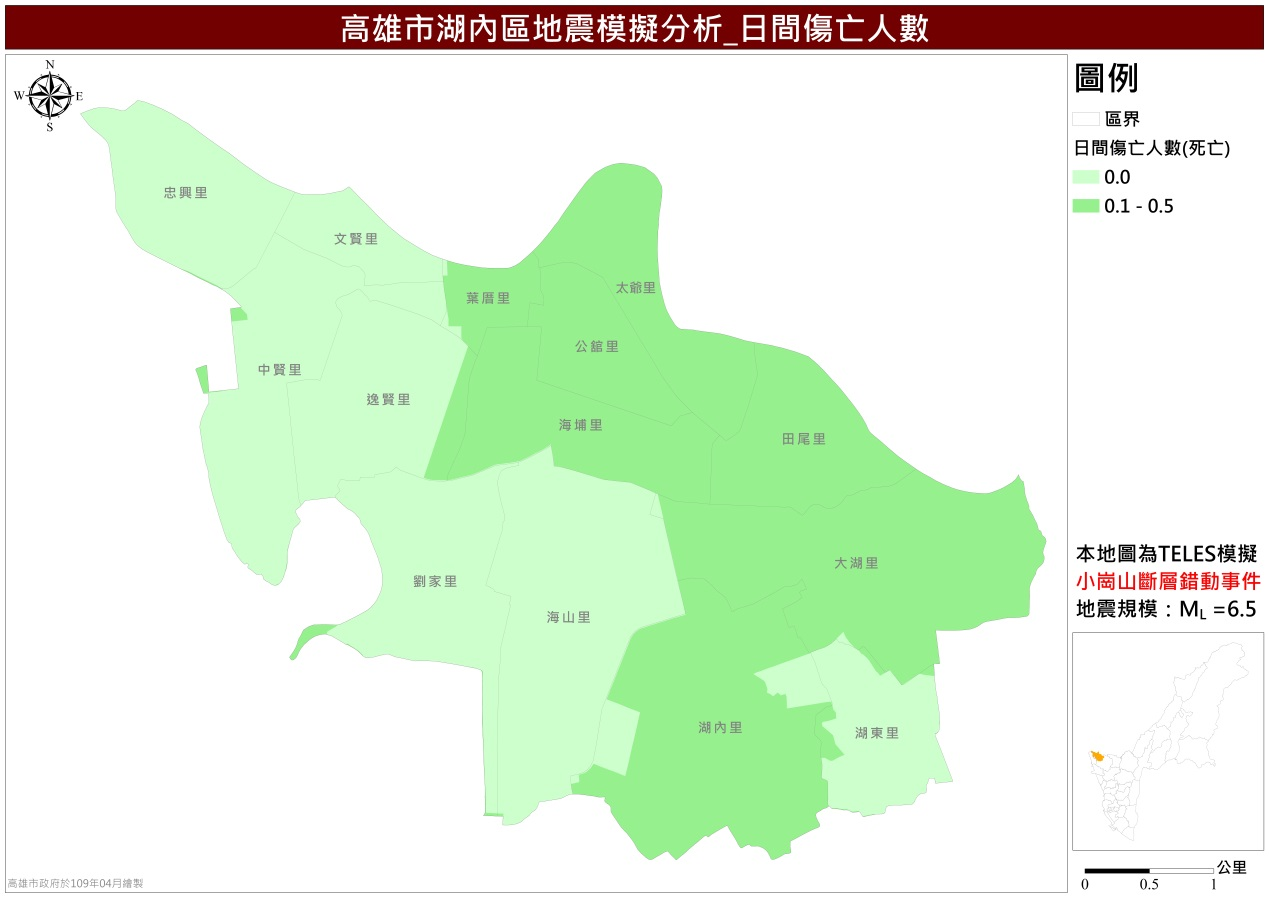 高雄市湖內區地震模擬分析_日間傷亡人數
N
W
E
S
圖例
區界
日間傷亡人數(死亡)
0.0
0.1 - 0.5
忠興里
文賢里
葉厝里
太爺里
公舘里
中賢里
逸賢里
海埔里
田尾里
大湖里
劉家里
海山里
湖內里
湖東里
本地圖為TELES模擬
小崗山斷層錯動事件
地震規模：ML =6.5
公里
0 0.5 1
高雄市政府於109年04月繪製